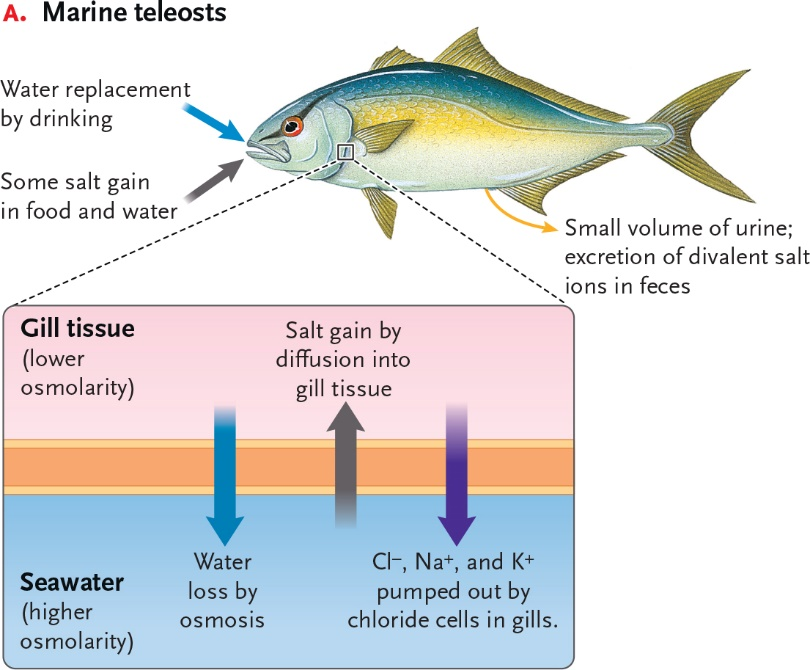 A. Marine teleosts
Water replacement
by drinking
Some salt gain
in food and water
Small volume of urine;
excretion of divalent salt
ions in feces
Gill tissue
(lower
osmolarity)
Salt gain by
diffusion into
gill tissue
Water
loss by
osmosis
Cl–, Na+, and K+
pumped out by
chloride cells in gills.
Seawater
(higher
osmolarity)